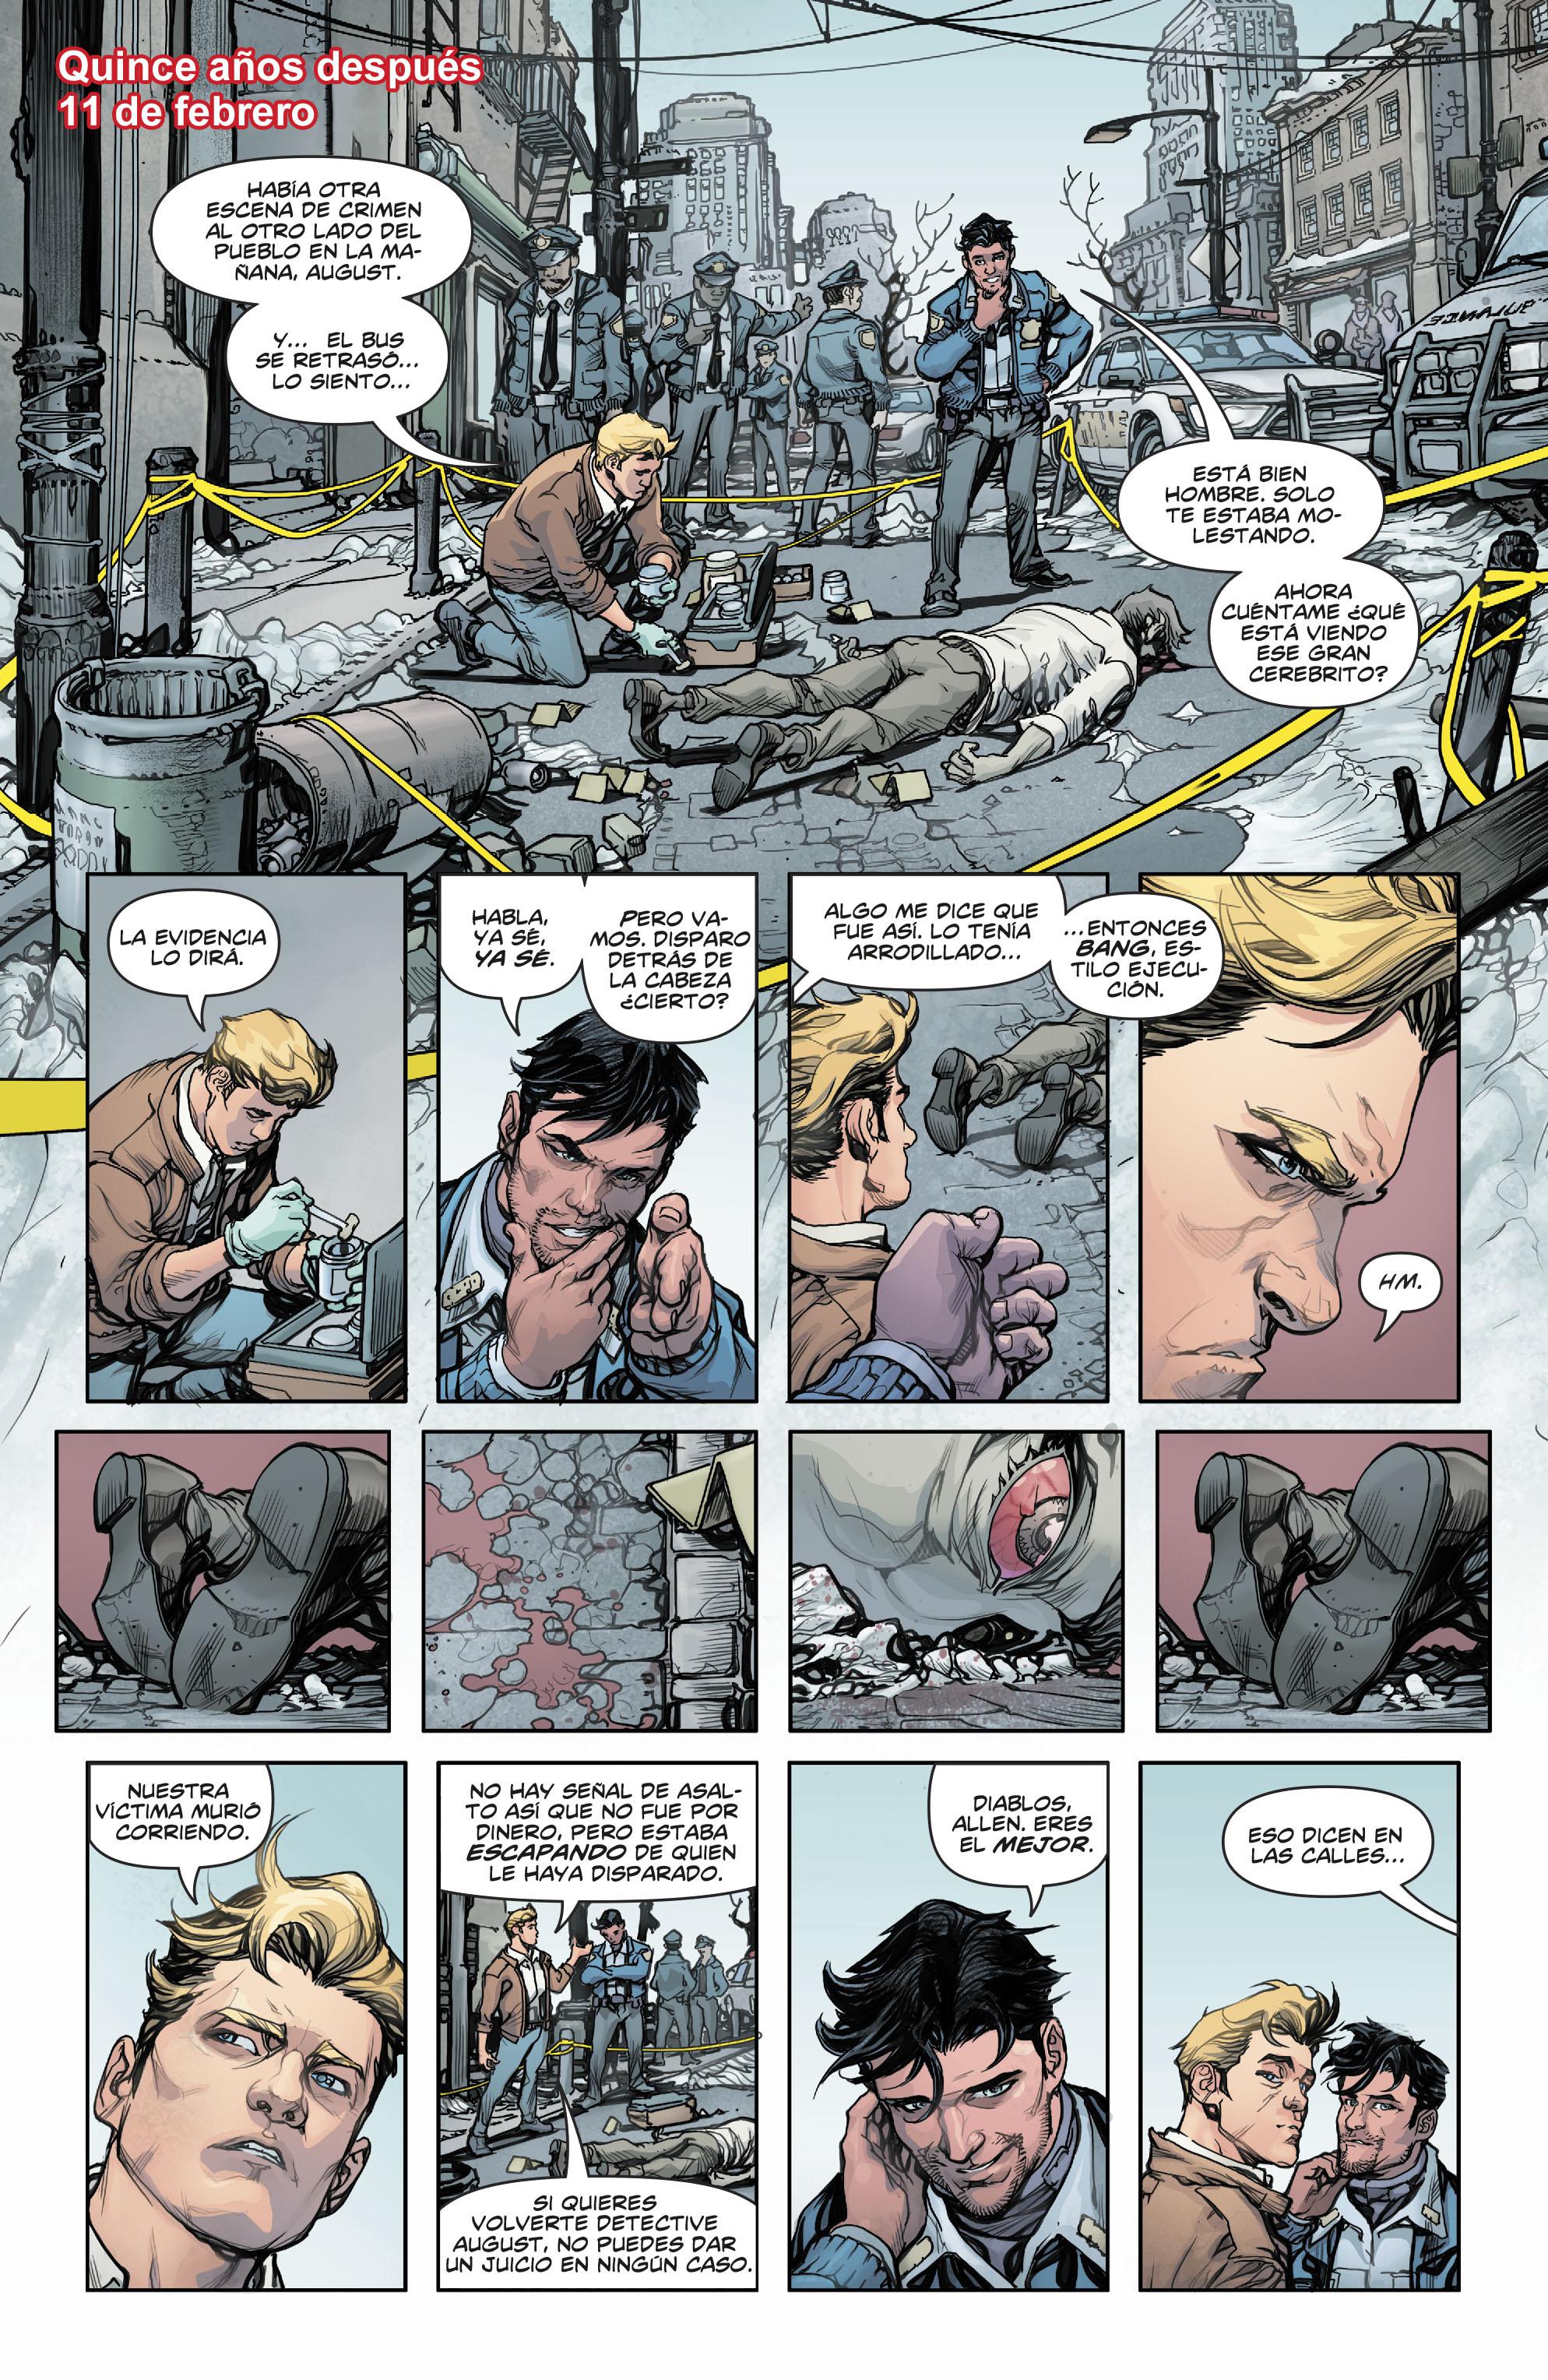 Quince años después
11 de febrero
HABÍA OTRA
ESCENA DE CRIMEN
AL OTRO LADO DEL
PUEBLO EN LA MA-
ÑANA, AUGUST.
Y... EL BUS
SE RETRASÓ...
LO SIENTO...
ESTÁ BIEN
HOMBRE. SOLO
TE ESTABA MO-
LESTANDO.
AHORA
CUÉNTAME ¿QUÉ
ESTÁ VIENDO
ESE GRAN
CEREBRITO?
LA EVIDENCIA
LO DIRÁ.
HABLA,
YA SÉ,
YA SÉ.
PERO VA-
MOS. DISPARO
DETRÁS DE
LA CABEZA
¿CIERTO?
ALGO ME DICE QUE
FUE ASÍ. LO TENÍA
ARRODILLADO...
...ENTONCES
BANG, ES-
TILO EJECU-
CIÓN.
HM.
NUESTRA
VÍCTIMA MURIÓ
CORRIENDO.
NO HAY SEÑAL DE ASAL-
TO ASÍ QUE NO FUE POR
DINERO, PERO ESTABA
ESCAPANDO DE QUIEN
LE HAYA DISPARADO.
SI QUIERES
VOLVERTE DETECTIVE
AUGUST, NO PUEDES DAR
UN JUICIO EN NINGÚN CASO.
DIABLOS,
ALLEN. ERES
EL MEJOR.
ESO DICEN EN
LAS CALLES...